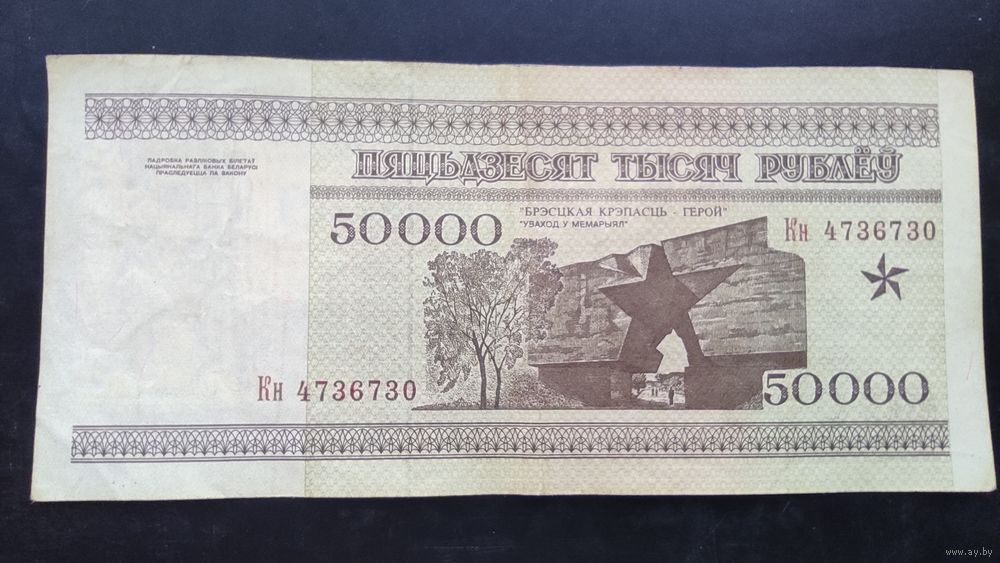 ПАДРОБКА РАЗЛІКОВЫХ БІЛЕТАЎ
НАЦЫЯНАЛЬНАГА БАНКА БЕЛАРУСІ
ПРАСЛЕДУЕЦЦА ПА ЗАКОНУ
ПЯЦЬДЗЕСЯТ ТЫСЯЧ РУБЛЁЎ
"БРЭСЦКАЯ КРЭПАСЦЬ - ГЕРОЙ"
"УВАХОД У МЕМАРЫЯЛ"
50000
Кн 4736730
Кн 4736730
50000
www.ay.by